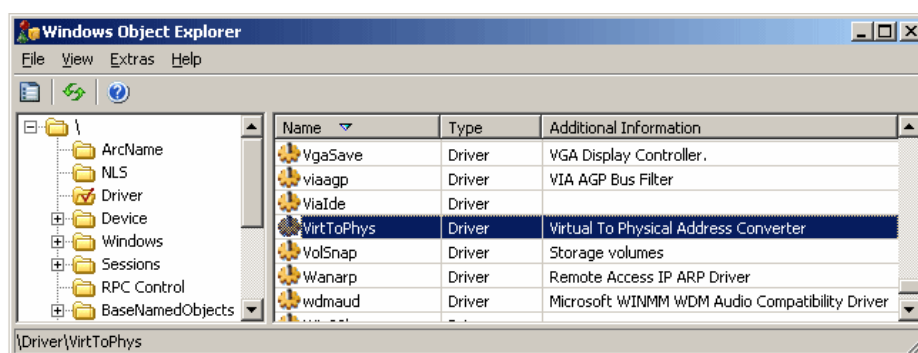 Windows Object Explorer
File View Extras Help
\
ArcName
NLS
Driver
Device
Windows
Sessions
RPC Control
BaseNamedObjects
Name Type Additional Information
VgaSave Driver VGA Display Controller.
viaagp Driver VIA AGP Bus Filter
ViaIde Driver
VirtToPhys Driver Virtual To Physical Address Converter
VolSnap Driver Storage volumes
Wanarp Driver Remote Access IP ARP Driver
wdmaud Driver Microsoft WINMM WDM Audio Compatibility Driver
\Driver\VirtToPhys